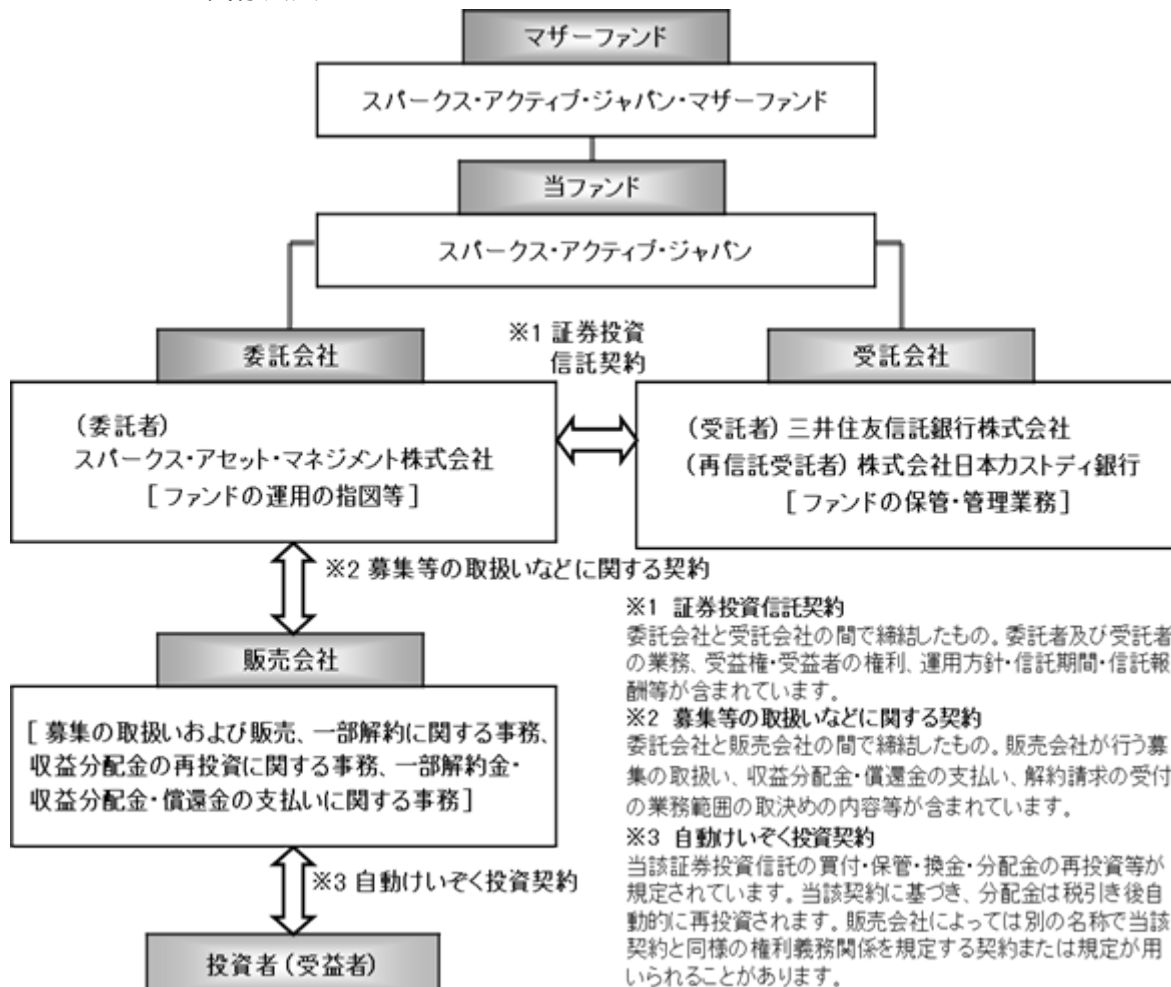 マザーファンド
スパークス・アクティブ・ジャパン・マザーファンド
当ファンド
スパークス・アクティブ・ジャパン
※1 証券投資
信託契約
委託会社
(委託者)
スパークス・アセット・マネジメント株式会社
[ファンドの運用の指図等]
受託会社
(受託者) 三井住友信託銀行株式会社
(再信託受託者) 株式会社日本カストディ銀行
[ファンドの保管・管理業務]
※2 募集等の取扱いなどに関する契約
販売会社
[ 募集の取扱いおよび販売、一部解約に関する事務、
収益分配金の再投資に関する事務、一部解約金・
収益分配金・償還金の支払いに関する事務]
※3 自動けいぞく投資契約
投資者(受益者)
※1 証券投資信託契約
委託会社と受託会社の間で締結したもの。委託者及び受託者
の業務、受益権・受益者の権利、運用方針・信託期間・信託報
酬等が含まれています。
※2 募集等の取扱いなどに関する契約
委託会社と販売会社の間で締結したもの。販売会社が行う募
集の取扱い、収益分配金・償還金の支払い、解約請求の受付
の業務範囲の取決めの内容等が含まれています。
※3 自動けいぞく投資契約
当該証券投資信託の買付・保管・換金・分配金の再投資等が
規定されています。当該契約に基づき、分配金は税引き後自
動的に再投資されます。販売会社によっては別の名称で当該
契約と同様の権利義務関係を規定する契約または規定が用
いられることがあります。